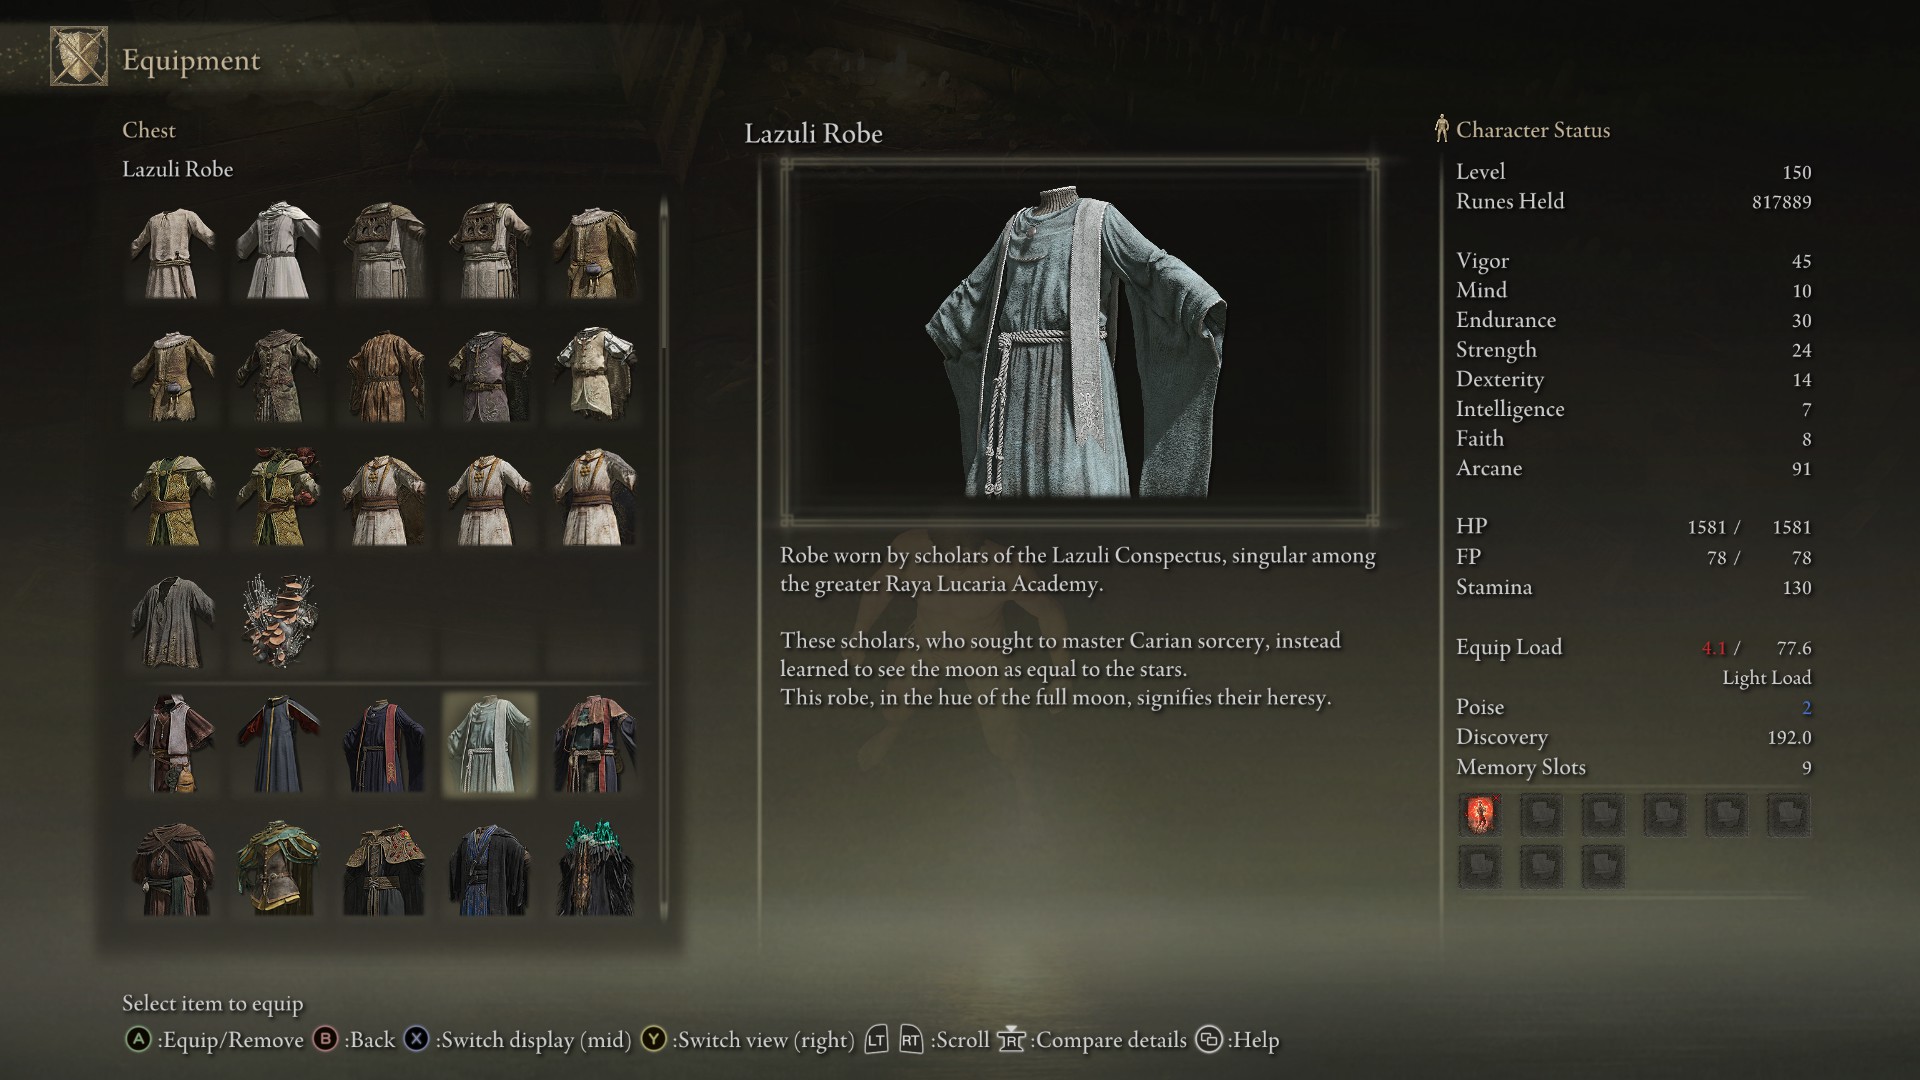 Equipment
Chest
Lazuli Robe
Lazuli Robe
Robe worn by scholars of the Lazuli Conspectus, singular among
the greater Raya Lucaria Academy.
These scholars, who sought to master Carian sorcery, instead
learned to see the moon as equal to the stars.
This robe, in the hue of the full moon, signifies their heresy.
Character Status
Level 150
Runes Held 817889
Vigor 45
Mind 10
Endurance 30
Strength 24
Dexterity 14
Intelligence 7
Faith 8
Arcane 91
HP 1581 / 1581
FP 78 / 78
Stamina 130
Equip Load 4.1 / 77.6
Light Load
Poise 2
Discovery 192.0
Memory Slots 9
Select item to equip
A :Equip/Remove B :Back X :Switch display (mid) Y :Switch view (right) LT RT :Scroll R :Compare details :Help